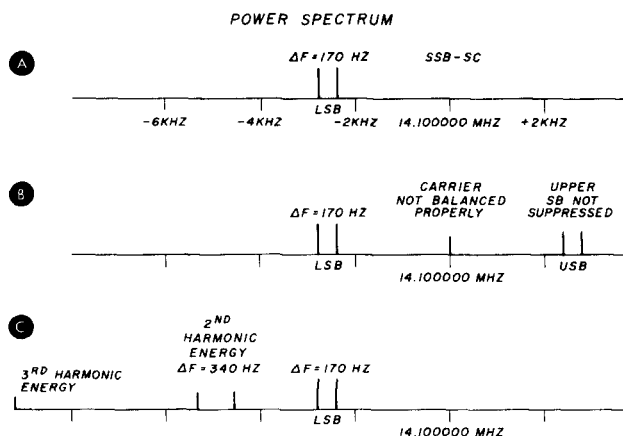 POWER SPECTRUM
A
ΔF=170 HZ
SSB-SC
LSB
-6KHZ
-4KHZ
-2KHZ
14.100000 MHZ
+2KHZ
B
ΔF=170 HZ
CARRIER
NOT BALANCED
PROPERLY
UPPER
SB NOT
SUPPRESSED
LSB
14.100000 MHZ
USB
C
3RD HARMONIC
ENERGY
2ND
HARMONIC
ENERGY
ΔF=340 HZ
ΔF=170 HZ
LSB
14.100000 MHZ